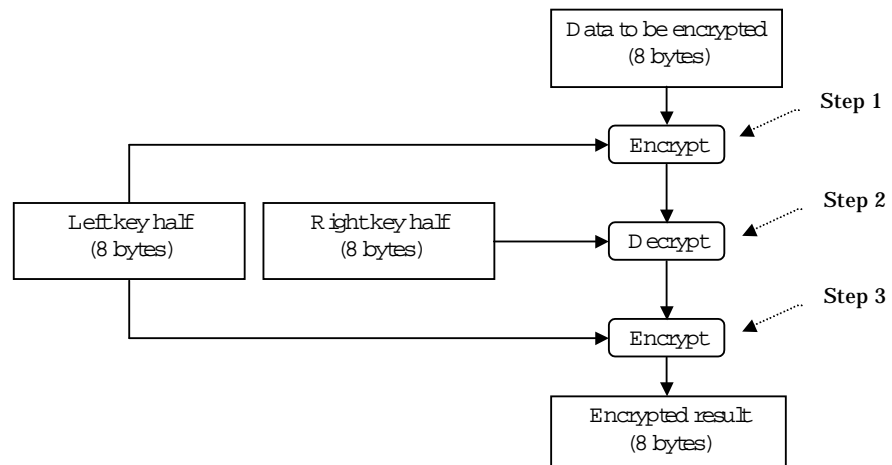 Data to be encrypted
(8 bytes)
Step 1
Encrypt
Left key half
(8 bytes)
Right key half
(8 bytes)
Step 2
Decrypt
Step 3
Encrypt
Encrypted result
(8 bytes)